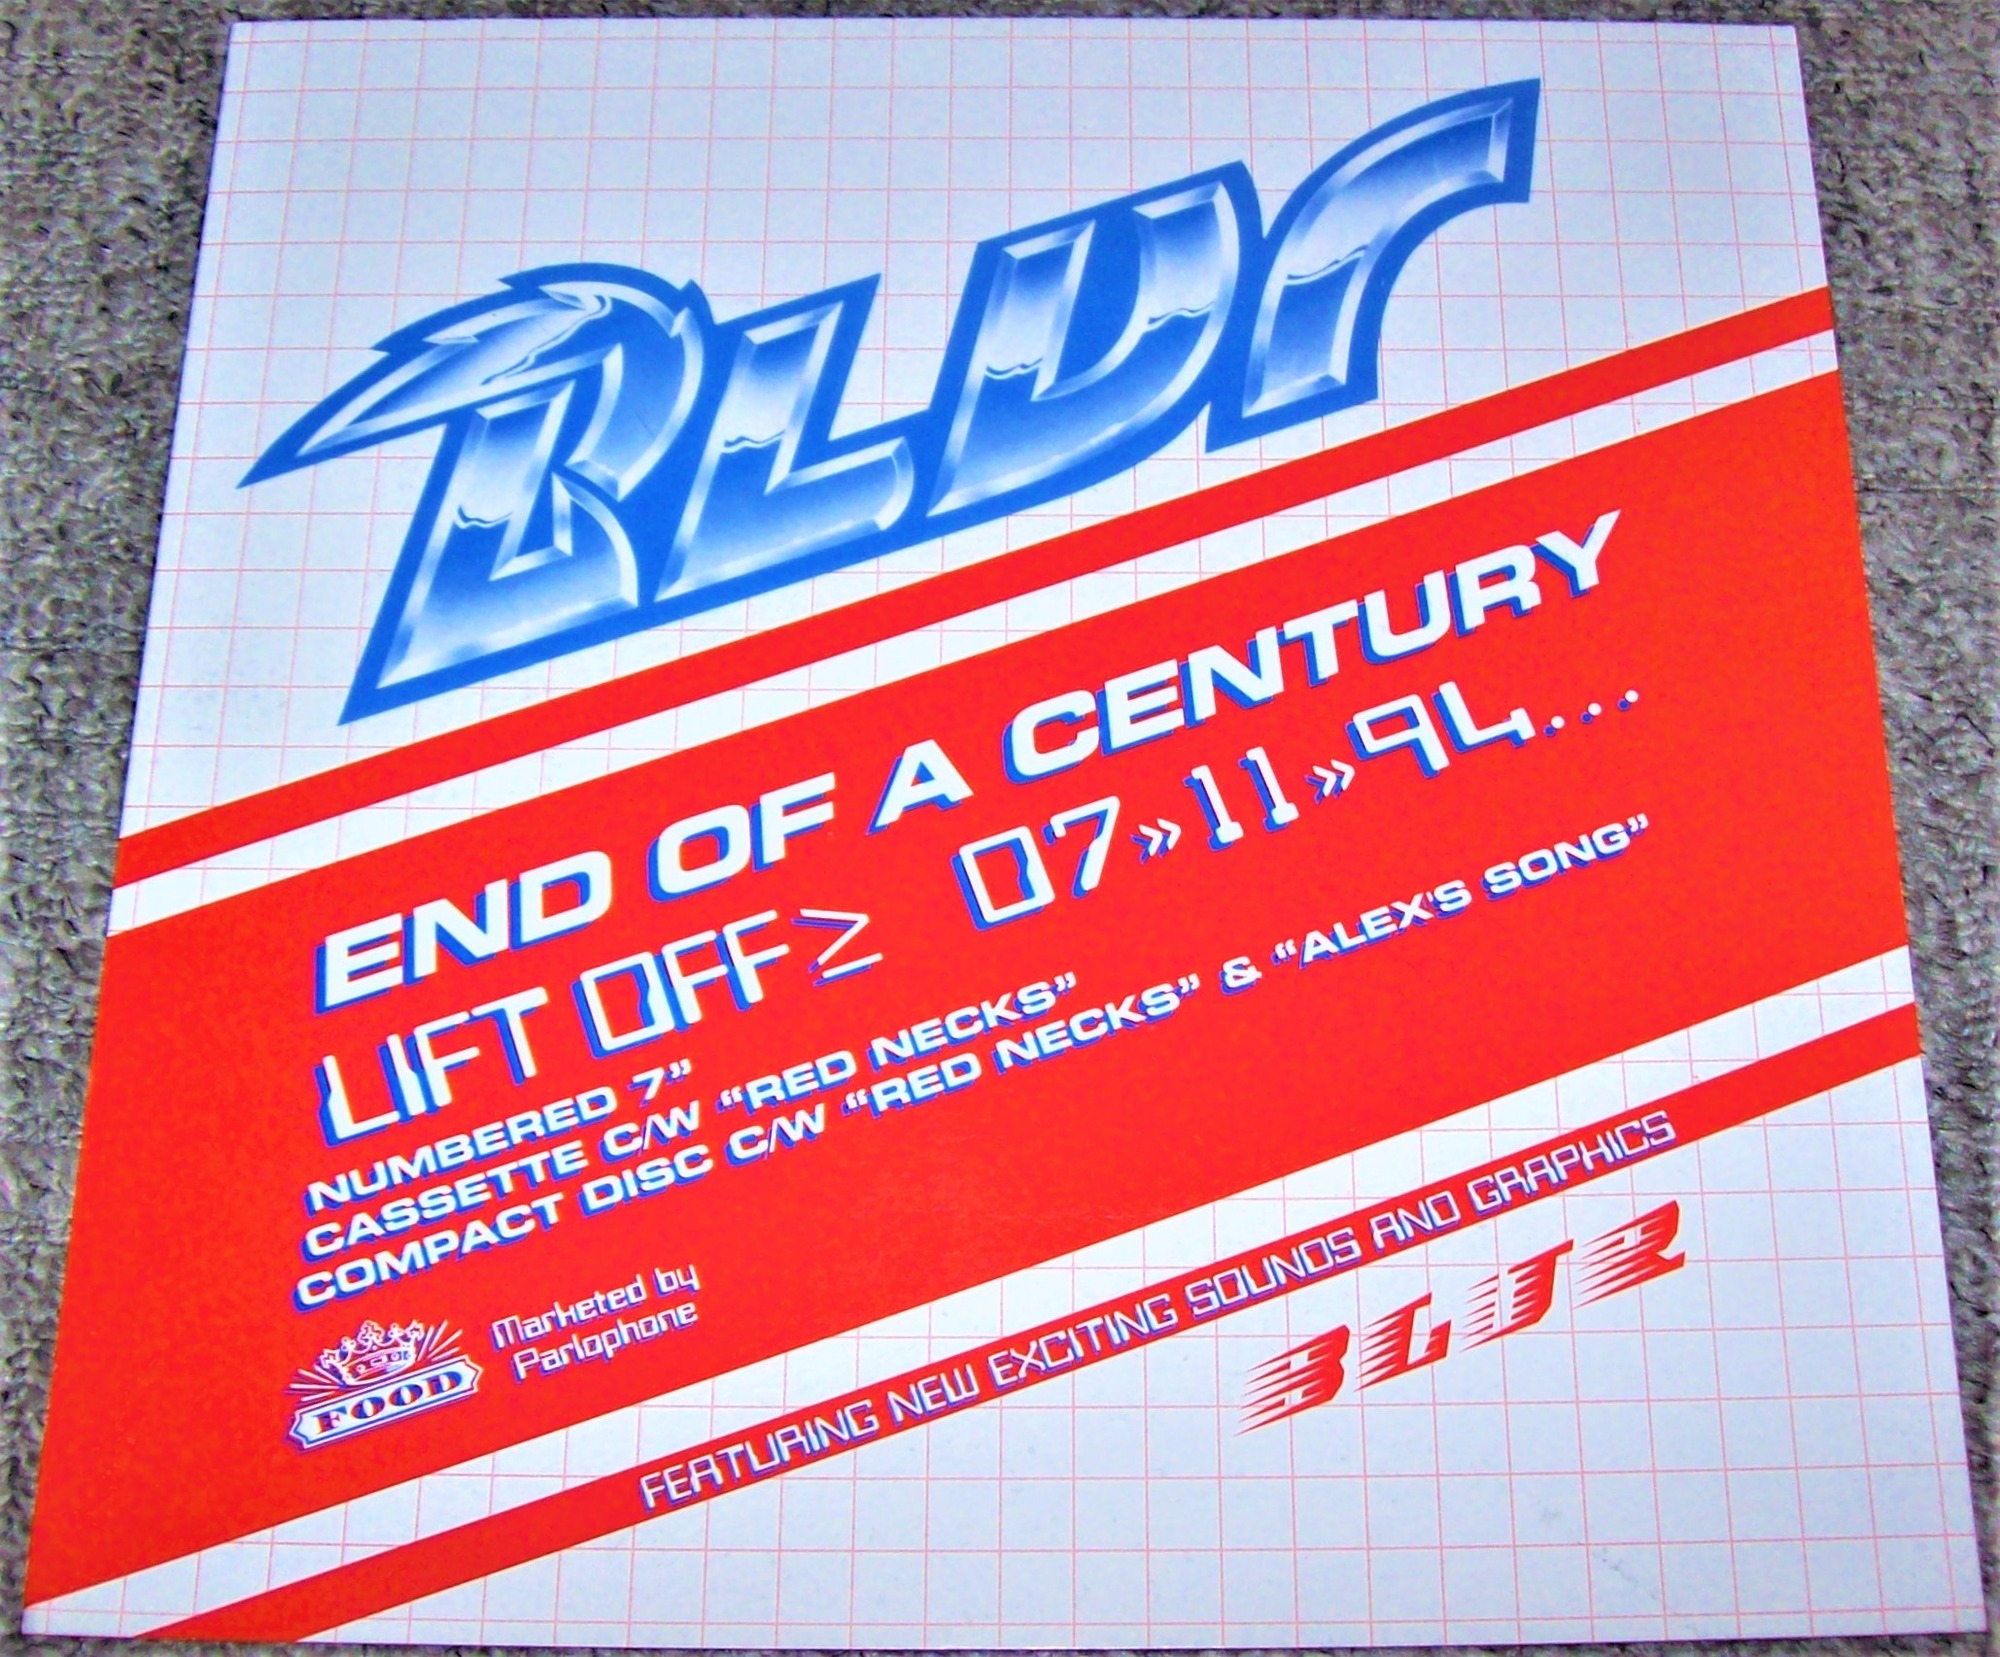 BLUr
END OF A CENTURY
LIFT OFF≥ 07»11»94...
NUMBERED 7"
CASSETTE C/W "RED NECKS"
COMPACT DISC C/W "RED NECKS" & "ALEX'S SONG"
FOOD
Marketed by
Parlophone
FEATURING NEW EXCITING SOUNDS AND GRAPHICS
BLUR